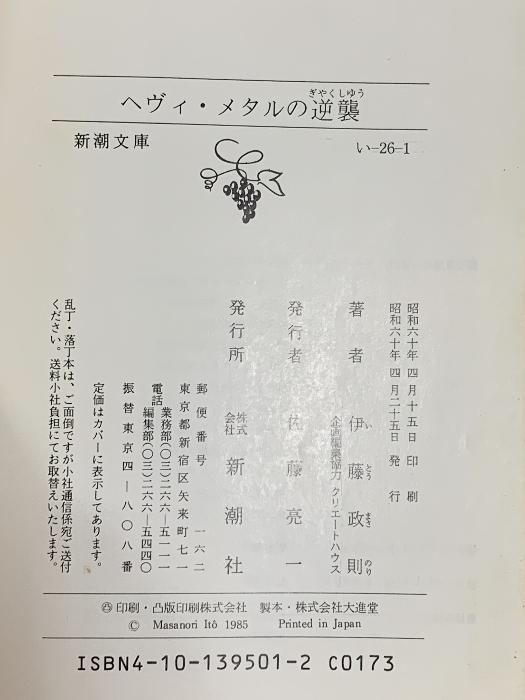 ヘヴィ・メタルの逆襲
ぎやくしゆう
新潮文庫
い-26-1
昭和六十年四月十五日 印刷
昭和六十年四月二十五日 発行
著者 伊藤政則
い とう まさ のり
企画編集協力 クリエートハウス
発行者 佐藤亮一
発行所 株式会社 新潮社
郵便番号 一六二
東京都新宿区矢来町七一
電話 業務部(〇三)二六六―五一一一
編集部(〇三)二六六―五四四〇
振替東京四―八〇八番
定価はカバーに表示してあります。
乱丁・落丁本は、ご面倒ですが小社通信係宛ご送付
ください。送料小社負担にてお取替えいたします。
印刷・凸版印刷株式会社 製本・株式会社大進堂
© Masanori Itô 1985 Printed in Japan
ISBN4-10-139501-2 C0173